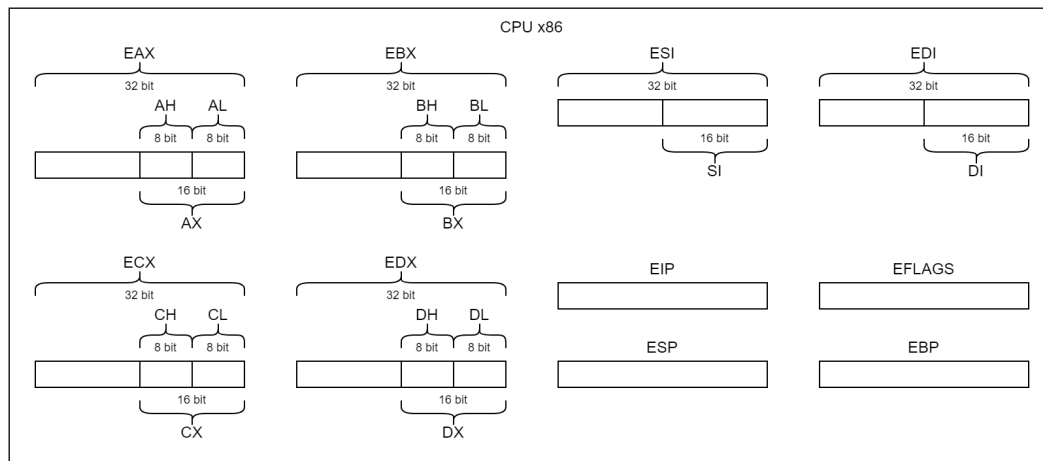 CPU x86
EAX EBX ESI EDI
32 bit 32 bit 32 bit 32 bit
AH AL BH BL
8 bit 8 bit 8 bit 8 bit
16 bit 16 bit
SI DI
16 bit 16 bit
AX BX
ECX EDX EIP EFLAGS
32 bit 32 bit
CH CL DH DL
8 bit 8 bit 8 bit 8 bit
ESP EBP
16 bit 16 bit
CX DX